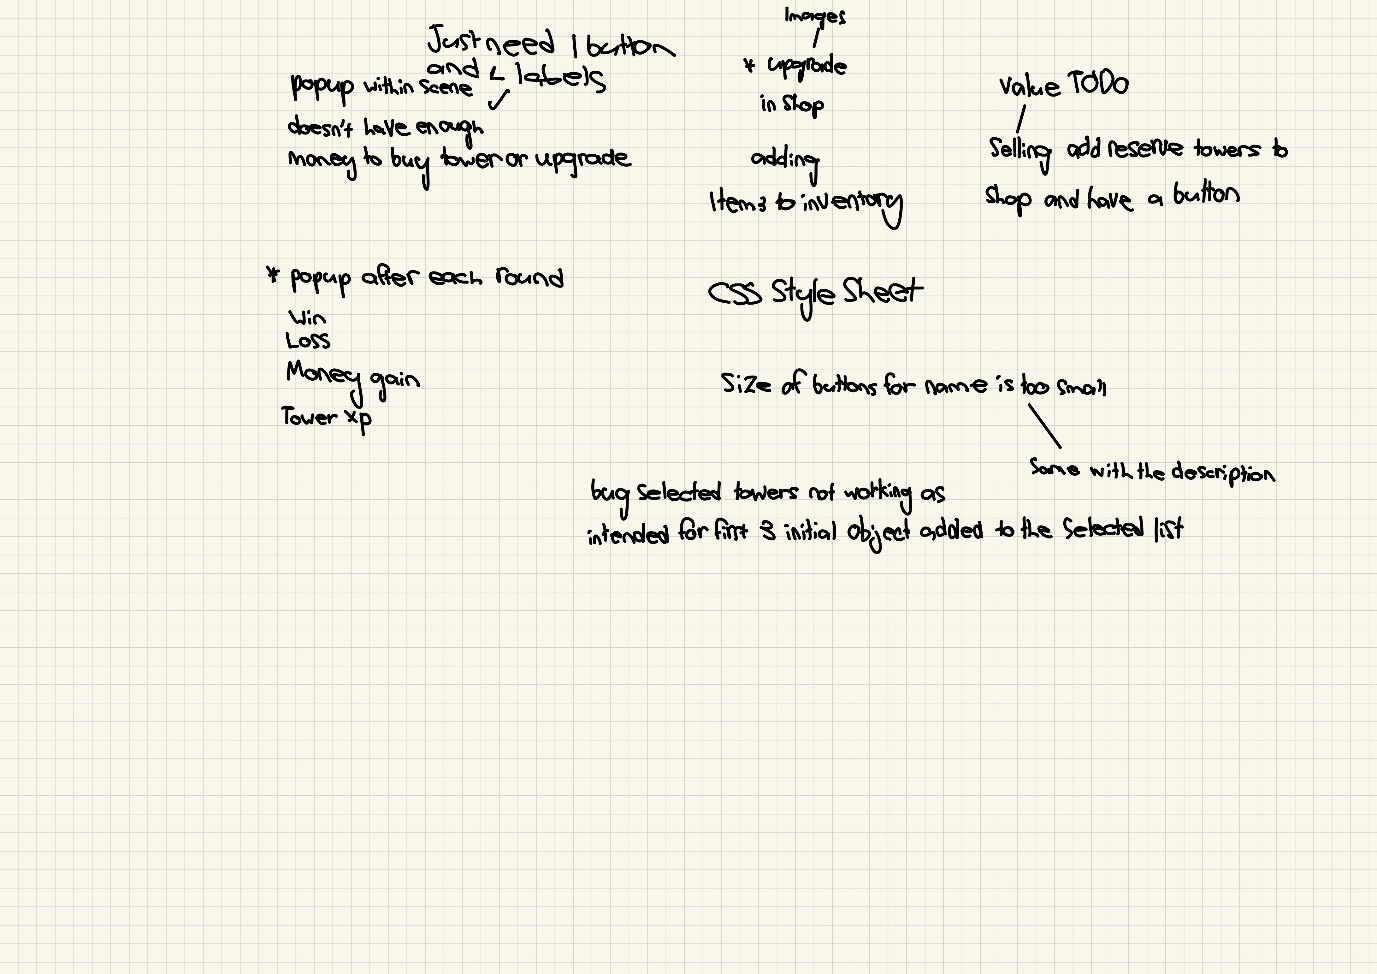 Just need 1 button
and L labels
popup within scene
doesn't have enough
money to buy tower or upgrade
Images
* upgrade
in shop
adding
Items to inventory
value TODO
Selling add reserve towers to
Shop and have a button
* popup after each round
Win
Loss
Money gain
Tower xp
CSS Style Sheet
Size of buttons for name is too small
Same with the description
bug selected towers not working as
intended for first 3 initial object added to the selected list